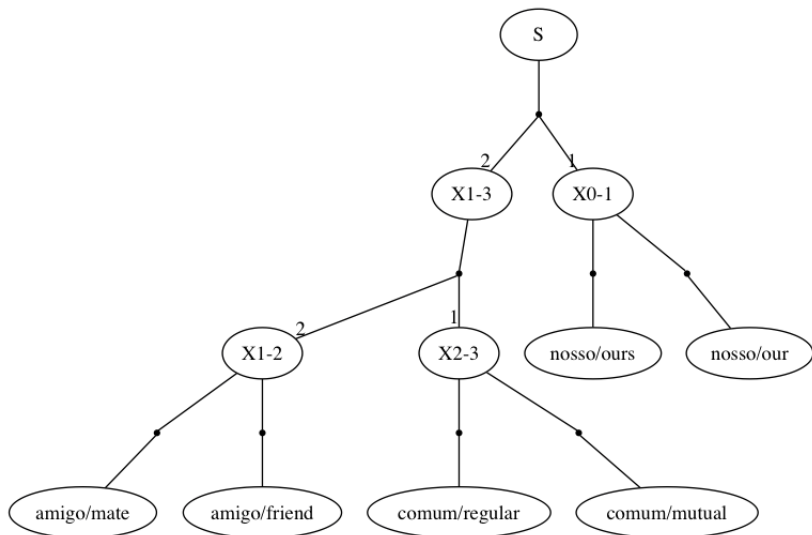 S
2 1
X1-3 X0-1
2 1
X1-2 X2-3 nosso/ours nosso/our
amigo/mate amigo/friend comum/regular comum/mutual